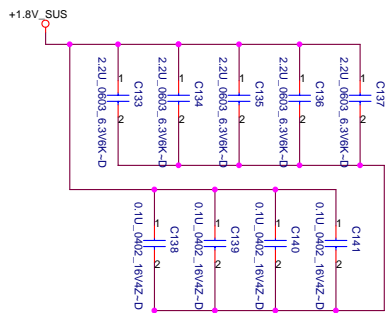 +1.8V_SUS
1
2
C133
2.2U_0603_6.3V6K~D
1
2
C134
2.2U_0603_6.3V6K~D
1
2
C135
2.2U_0603_6.3V6K~D
1
2
C136
2.2U_0603_6.3V6K~D
1
2
C137
2.2U_0603_6.3V6K~D
1
2
C138
0.1U_0402_16V4Z~D
1
2
C139
0.1U_0402_16V4Z~D
1
2
C140
0.1U_0402_16V4Z~D
1
2
C141
0.1U_0402_16V4Z~D